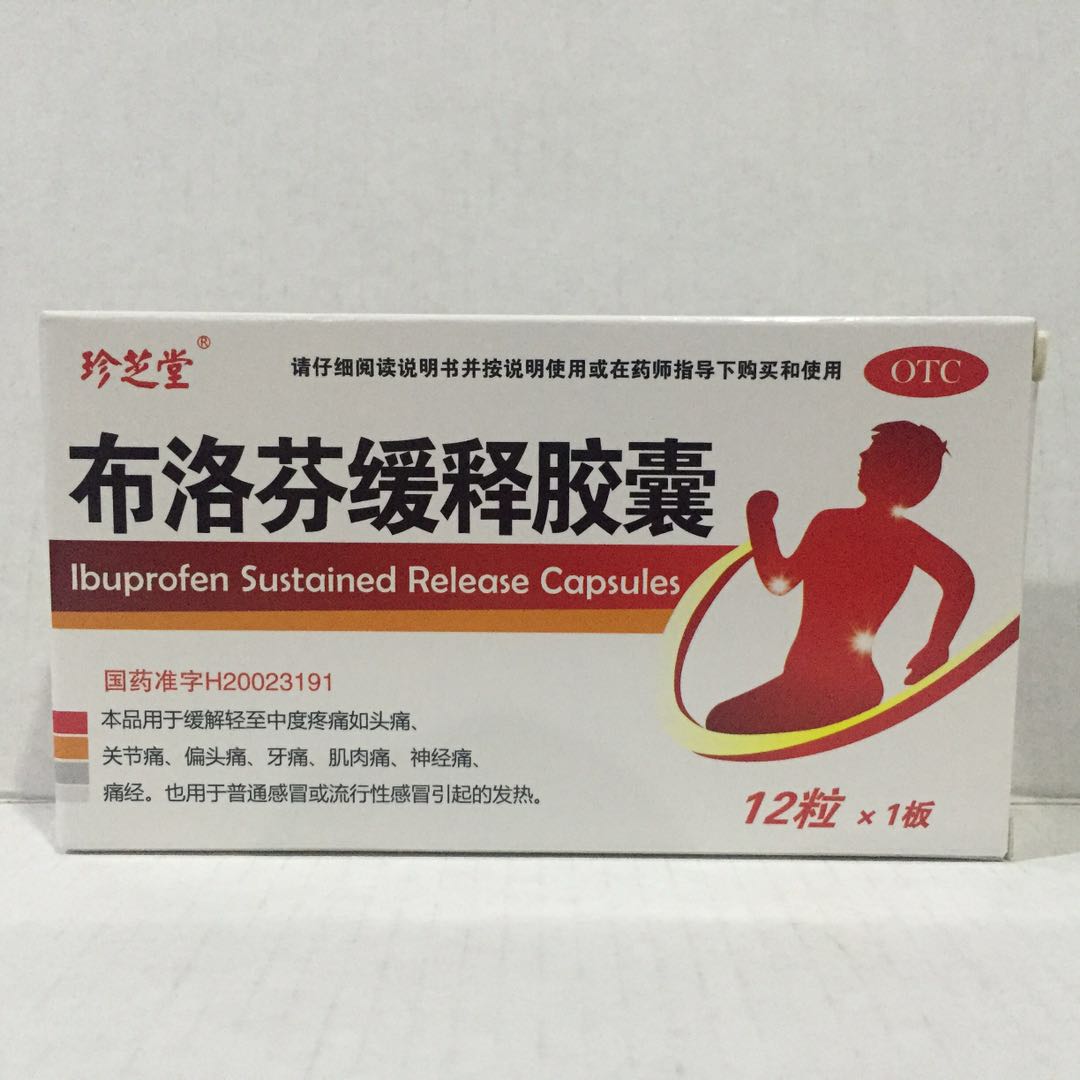 珍芝堂®
请仔细阅读说明书并按说明使用或在药师指导下购买和使用
OTC
布洛芬缓释胶囊
Ibuprofen Sustained Release Capsules
国药准字H20023191
本品用于缓解轻至中度疼痛如头痛、
关节痛、偏头痛、牙痛、肌肉痛、神经痛、
痛经。也用于普通感冒或流行性感冒引起的发热。
12粒 × 1板